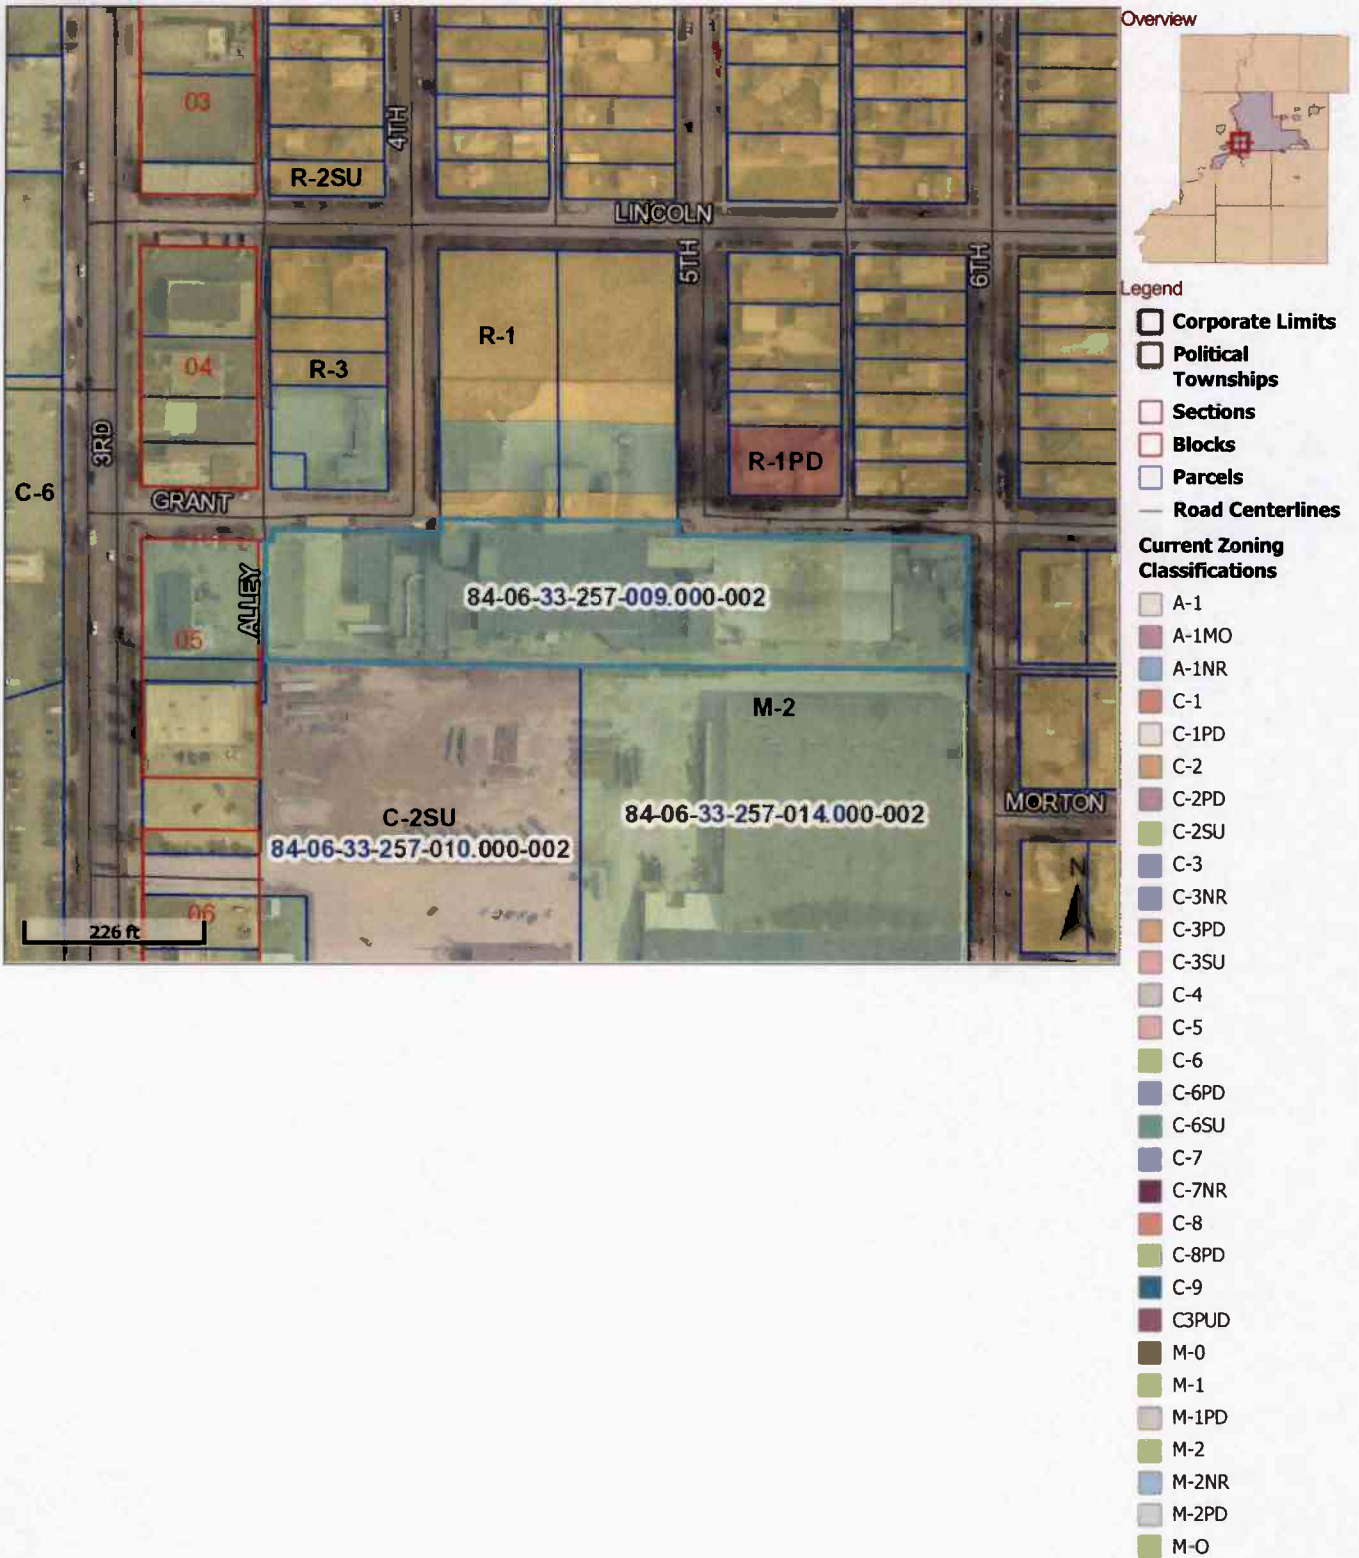 03
4TH
R-2SU
LINCOLN
5TH
6TH
R-1
04
R-3
3RD
R-1PD
C-6
GRANT
ALLEY
84-06-33-257-009.000-002
05
M-2
C-2SU
84-06-33-257-014.000-002
MORTON
84-06-33-257-010.000-002
N
06
226 ft
Overview
Legend
Corporate Limits
Political
Townships
Sections
Blocks
Parcels
Road Centerlines
Current Zoning
Classifications
A-1
A-1MO
A-1NR
C-1
C-1PD
C-2
C-2PD
C-2SU
C-3
C-3NR
C-3PD
C-3SU
C-4
C-5
C-6
C-6PD
C-6SU
C-7
C-7NR
C-8
C-8PD
C-9
C3PUD
M-0
M-1
M-1PD
M-2
M-2NR
M-2PD
M-O